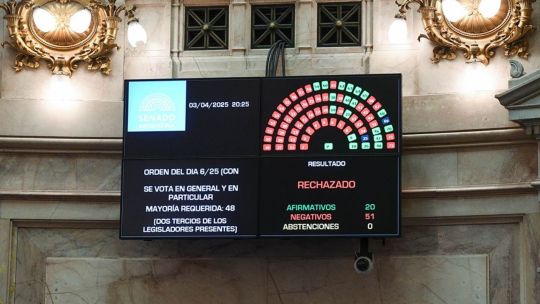 03/04/2025 20:25
SENADO
ARGENTINA
ORDEN DEL DIA 6/25 (CON
SE VOTA EN GENERAL Y EN
PARTICULAR
MAYORÍA REQUERIDA: 48
(DOS TERCIOS DE LOS
LEGISLADORES PRESENTES)
RESULTADO
RECHAZADO
AFIRMATIVOS 20
NEGATIVOS 51
ABSTENCIONES 0